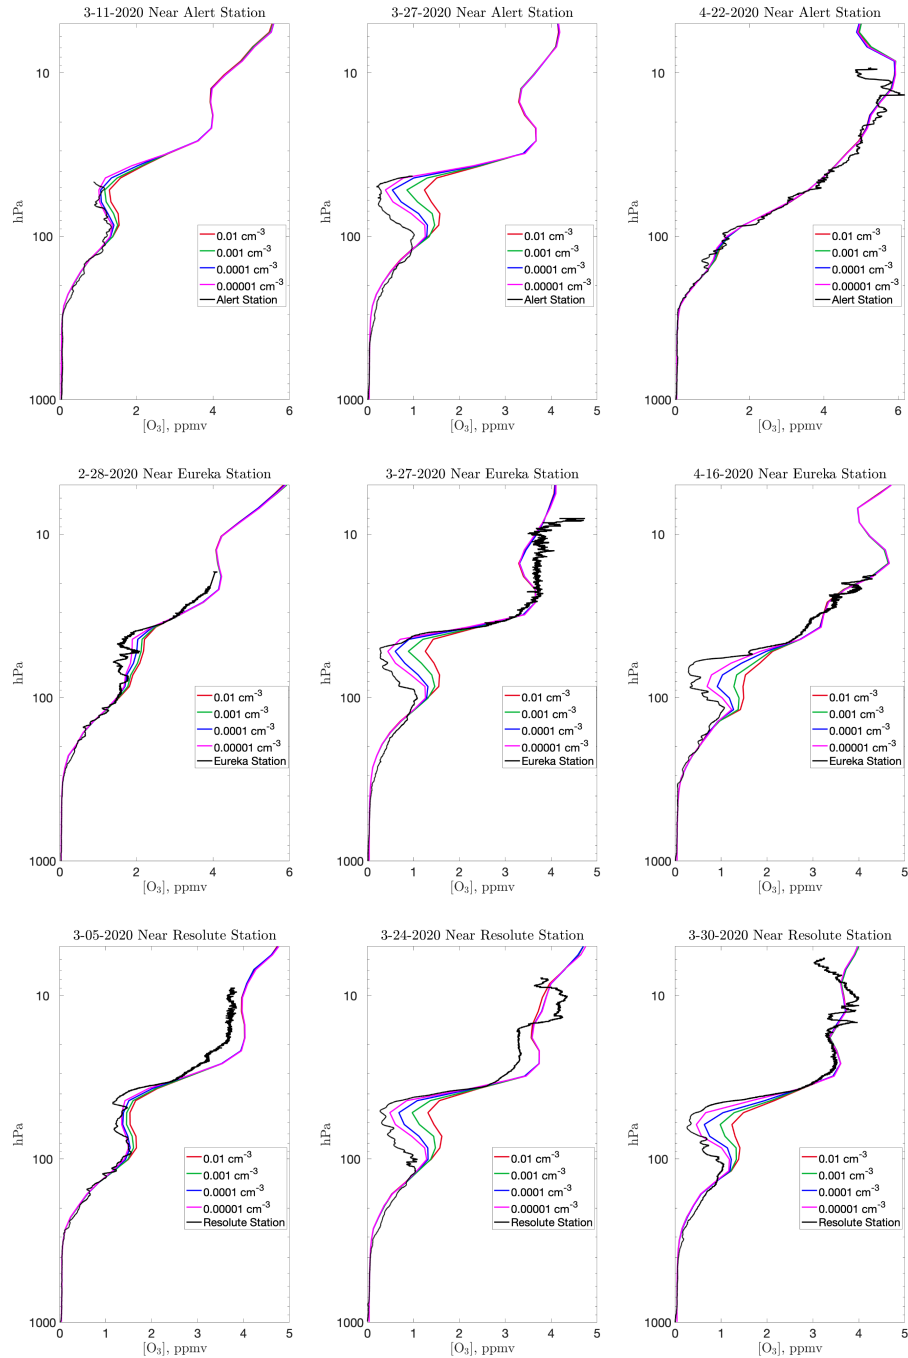 3-11-2020 Near Alert Station
10
100
1000
hPa
0 2 4 6
[O3], ppmv
0.01 cm-3
0.001 cm-3
0.0001 cm-3
0.00001 cm-3
Alert Station
3-27-2020 Near Alert Station
10
100
1000
hPa
0 1 2 3 4 5
[O3], ppmv
0.01 cm-3
0.001 cm-3
0.0001 cm-3
0.00001 cm-3
Alert Station
4-22-2020 Near Alert Station
10
100
1000
hPa
0 2 4 6
[O3], ppmv
0.01 cm-3
0.001 cm-3
0.0001 cm-3
0.00001 cm-3
Alert Station
2-28-2020 Near Eureka Station
10
100
1000
hPa
0 2 4 6
[O3], ppmv
0.01 cm-3
0.001 cm-3
0.0001 cm-3
0.00001 cm-3
Eureka Station
3-27-2020 Near Eureka Station
10
100
1000
hPa
0 1 2 3 4 5
[O3], ppmv
0.01 cm-3
0.001 cm-3
0.0001 cm-3
0.00001 cm-3
Eureka Station
4-16-2020 Near Eureka Station
10
100
1000
hPa
0 1 2 3 4 5
[O3], ppmv
0.01 cm-3
0.001 cm-3
0.0001 cm-3
0.00001 cm-3
Eureka Station
3-05-2020 Near Resolute Station
10
100
1000
hPa
0 1 2 3 4 5
[O3], ppmv
0.01 cm-3
0.001 cm-3
0.0001 cm-3
0.00001 cm-3
Resolute Station
3-24-2020 Near Resolute Station
10
100
1000
hPa
0 1 2 3 4 5
[O3], ppmv
0.01 cm-3
0.001 cm-3
0.0001 cm-3
0.00001 cm-3
Resolute Station
3-30-2020 Near Resolute Station
10
100
1000
hPa
0 1 2 3 4 5
[O3], ppmv
0.01 cm-3
0.001 cm-3
0.0001 cm-3
0.00001 cm-3
Resolute Station